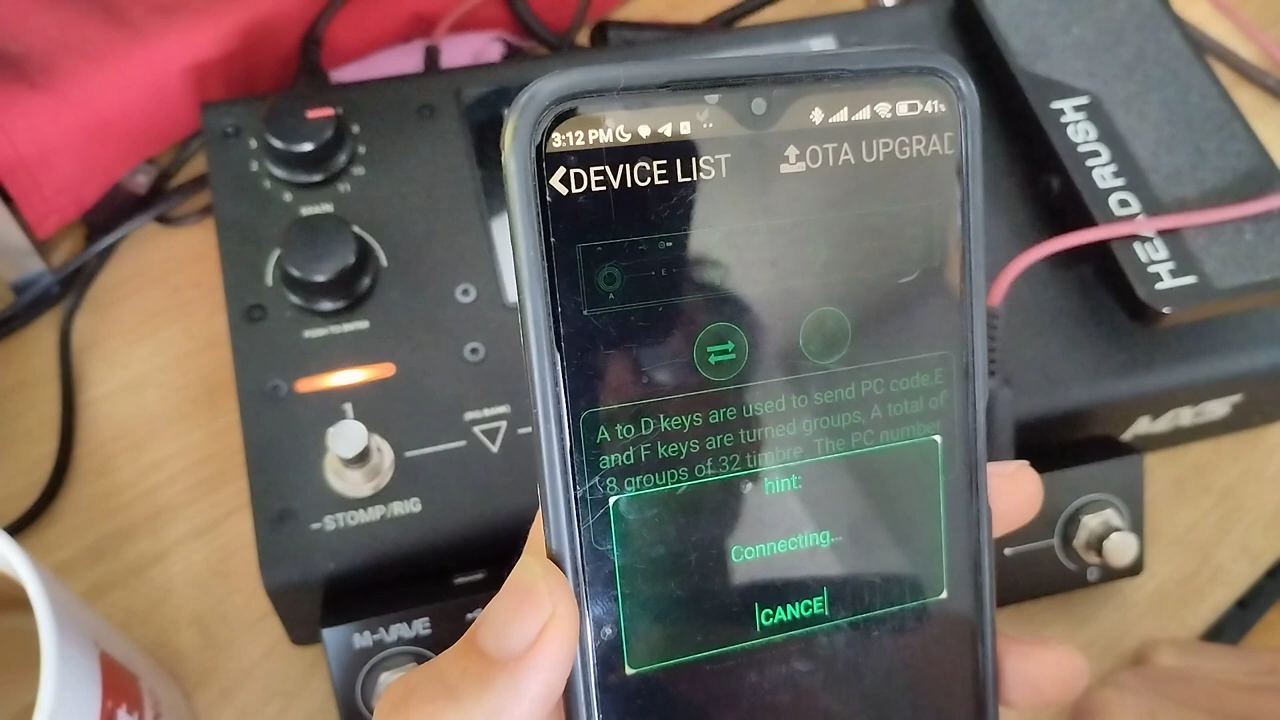 3:12 PM
41%
DEVICE LIST
OTA UPGRAD
E
A
A to D keys are used to send PC code.E
and F keys are turned groups, A total of
8 groups of 32 timbre. The PC number
hint:
Connecting...
CANCE
HEADRUSH
MX5
MAIN
PUSH TO ENTER
1
-STOMP/RIG
M-VAVE